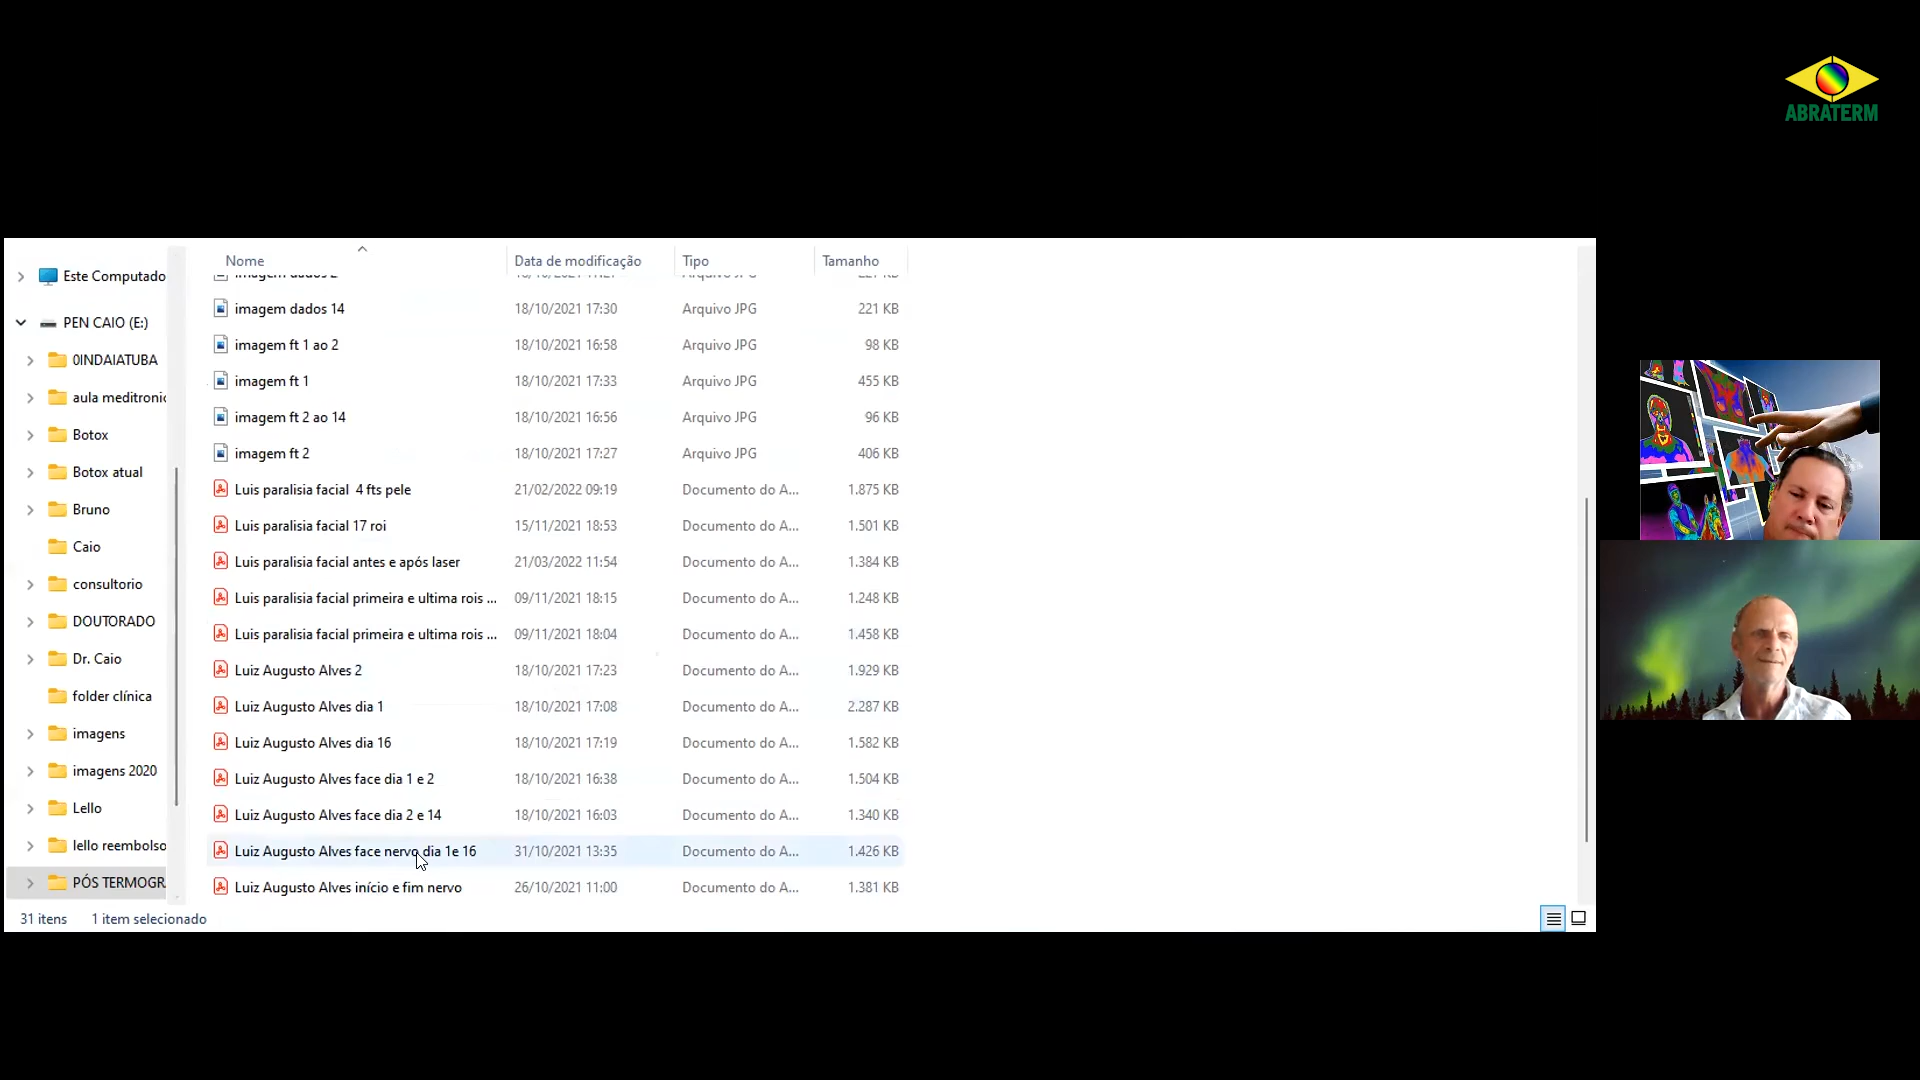 ABRATERM
Nome Data de modificação Tipo Tamanho
Este Computado
PEN CAIO (E:)
0INDAIATUBA
aula meditronic
Botox
Botox atual
Bruno
Caio
consultorio
DOUTORADO
Dr. Caio
folder clínica
imagens
imagens 2020
Lello
lello reembolso
PÓS TERMOGR
imagem dados 14 18/10/2021 17:30 Arquivo JPG 221 KB
imagem ft 1 ao 2 18/10/2021 16:58 Arquivo JPG 98 KB
imagem ft 1 18/10/2021 17:33 Arquivo JPG 455 KB
imagem ft 2 ao 14 18/10/2021 16:56 Arquivo JPG 96 KB
imagem ft 2 18/10/2021 17:27 Arquivo JPG 406 KB
Luis paralisia facial  4 fts pele 21/02/2022 09:19 Documento do A... 1.875 KB
Luis paralisia facial 17 roi 15/11/2021 18:53 Documento do A... 1.501 KB
Luis paralisia facial antes e após laser 21/03/2022 11:54 Documento do A... 1.384 KB
Luis paralisia facial primeira e ultima rois ... 09/11/2021 18:15 Documento do A... 1.248 KB
Luis paralisia facial primeira e ultima rois ... 09/11/2021 18:04 Documento do A... 1.458 KB
Luiz Augusto Alves 2 18/10/2021 17:23 Documento do A... 1.929 KB
Luiz Augusto Alves dia 1 18/10/2021 17:08 Documento do A... 2.287 KB
Luiz Augusto Alves dia 16 18/10/2021 17:19 Documento do A... 1.582 KB
Luiz Augusto Alves face dia 1 e 2 18/10/2021 16:38 Documento do A... 1.504 KB
Luiz Augusto Alves face dia 2 e 14 18/10/2021 16:03 Documento do A... 1.340 KB
Luiz Augusto Alves face nervo dia 1e 16 31/10/2021 13:35 Documento do A... 1.426 KB
Luiz Augusto Alves início e fim nervo 26/10/2021 11:00 Documento do A... 1.381 KB
31 itens 1 item selecionado